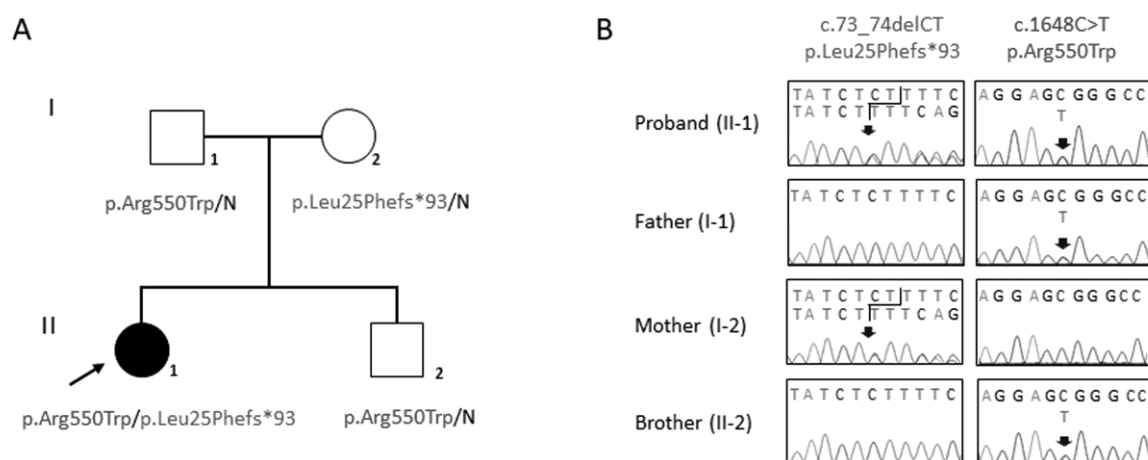 A
I
1
2
p.Arg550Trp/N
p.Leu25Phefs*93/N
II
1
2
p.Arg550Trp/p.Leu25Phefs*93
p.Arg550Trp/N
B
c.73_74delCT
p.Leu25Phefs*93
c.1648C>T
p.Arg550Trp
Proband (II-1)
TATCTCTTTTC
TATCTTTTCAG
AGGAGCGGGCC
T
Father (I-1)
TATCTCTTTTC
AGGAGCGGGCC
T
Mother (I-2)
TATCTCTTTTC
TATCTTTTCAG
AGGAGCGGGCC
Brother (II-2)
TATCTCTTTTC
AGGAGCGGGCC
T